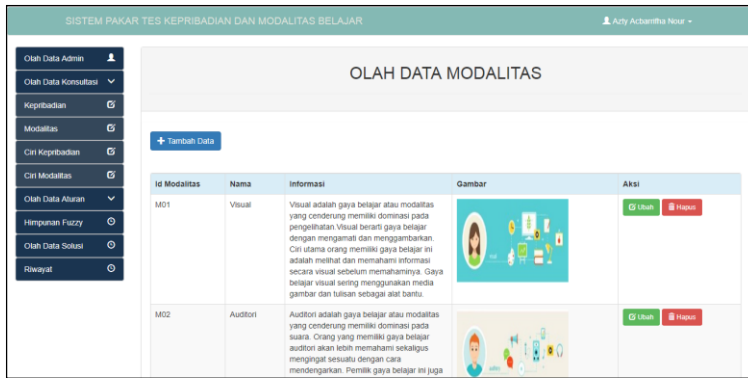 SISTEM PAKAR TES KEPRIBADIAN DAN MODALITAS BELAJAR
Azty Acbarritha Nour
Olah Data Admin
Olah Data Konsultasi
Kepribadian
Modalitas
Ciri Kepribadian
Ciri Modalitas
Olah Data Aturan
Himpunan Fuzzy
Olah Data Solusi
Riwayat
OLAH DATA MODALITAS
Tambah Data
Id Modalitas Nama Informasi Gambar Aksi
M01 Visual Visual adalah gaya belajar atau modalitas
yang cenderung memiliki dominasi pada
pengelihatan.Visual berarti gaya belajar
dengan mengamati dan menggambarkan.
Ciri utama orang memiliki gaya belajar ini
adalah melihat dan memahami informasi
secara visual sebelum memahaminya. Gaya
belajar visual sering menggunakan media
gambar dan tulisan sebagai alat bantu.
Ubah Hapus
M02 Auditori Auditori adalah gaya belajar atau modalitas
yang cenderung memiliki dominasi pada
suara. Orang yang memiliki gaya belajar
auditori akan lebih memahami sekaligus
mengingat sesuatu dengan cara
mendengarkan. Pemilik gaya belajar ini juga
Ubah Hapus